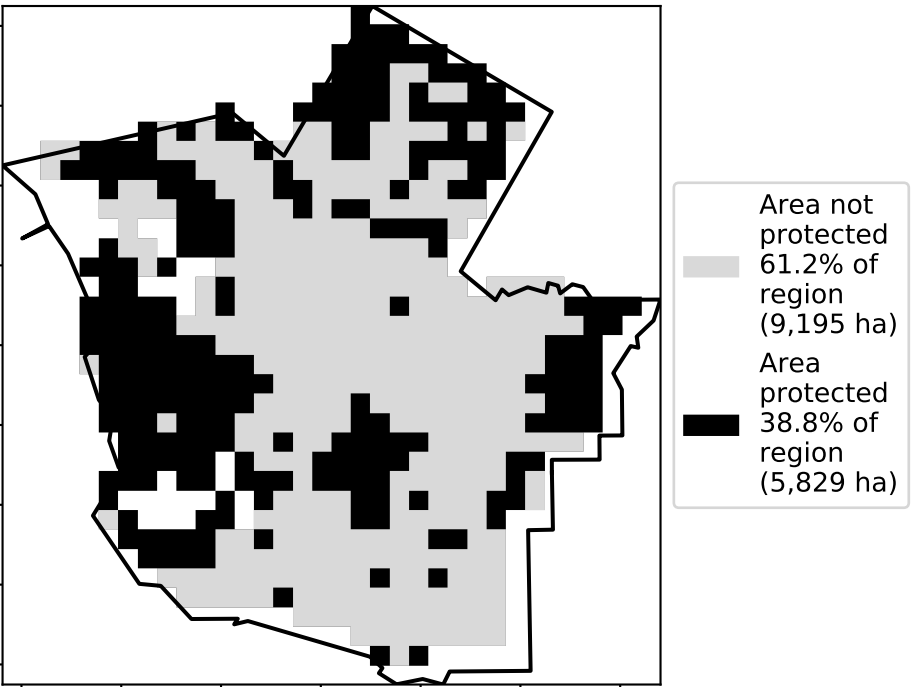 Area not
protected
61.2% of
region
(9,195 ha)
Area
protected
38.8% of
region
(5,829 ha)